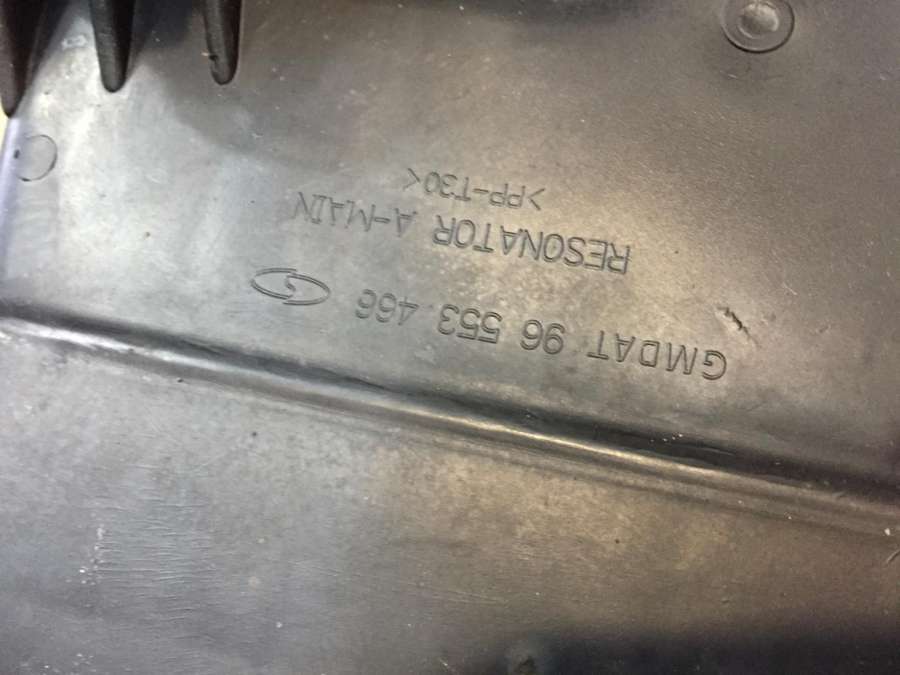 GMDAT 96 553 466
RESONATOR A-MAIN
>PP-T30<